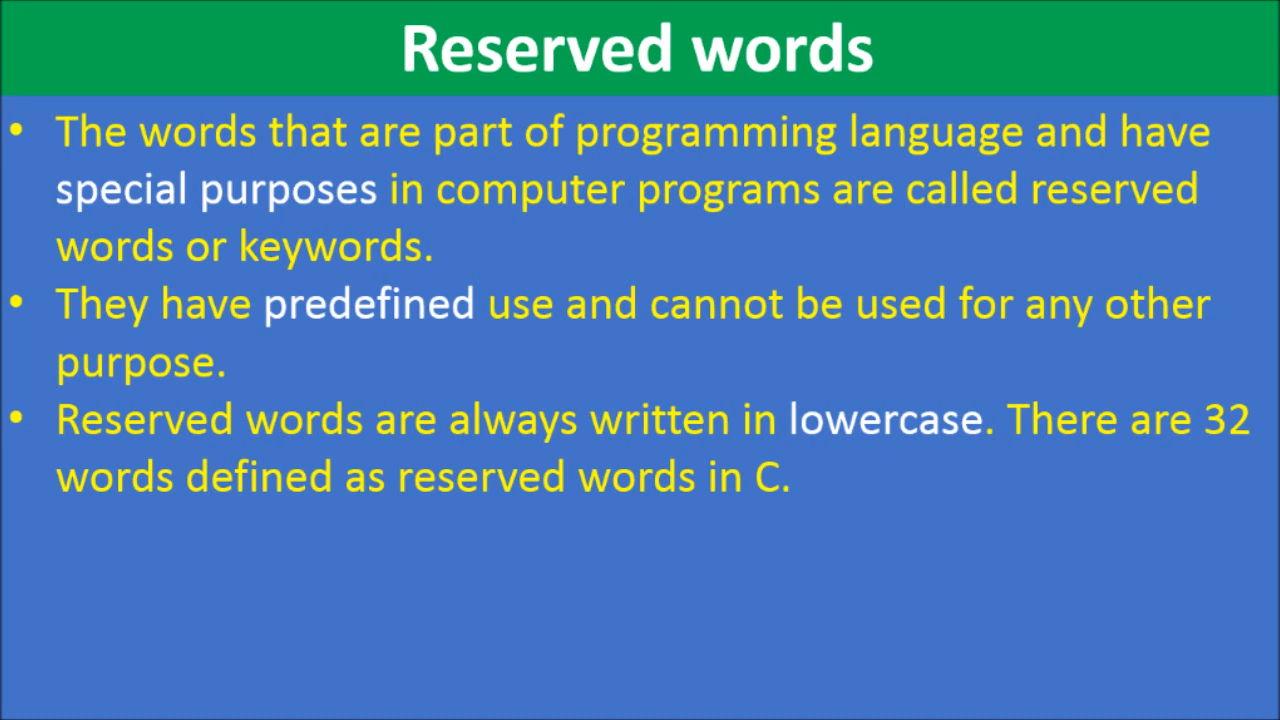 Reserved words
• The words that are part of programming language and have
special purposes in computer programs are called reserved
words or keywords.
• They have predefined use and cannot be used for any other
purpose.
• Reserved words are always written in lowercase. There are 32
words defined as reserved words in C.